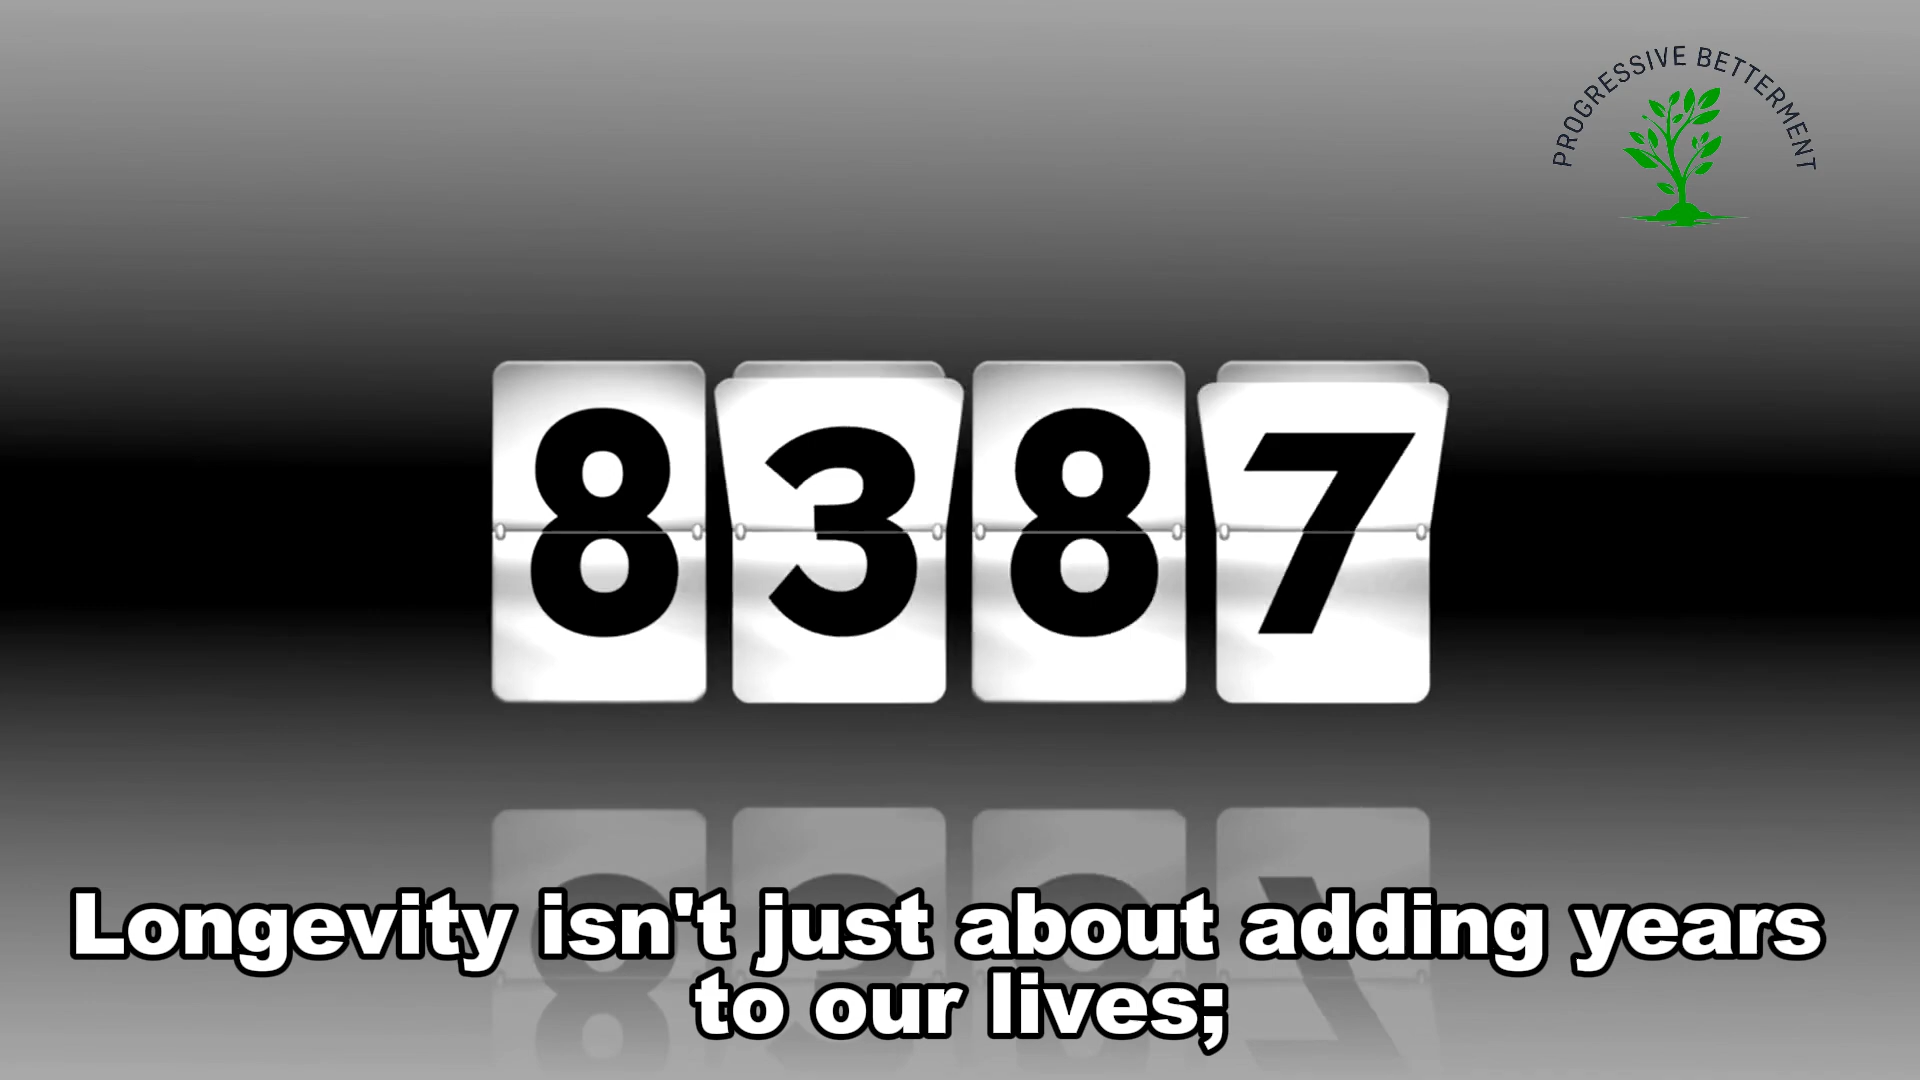 PROGRESSIVE BETTERMENT
8387
Longevity isn't just about adding years
to our lives;